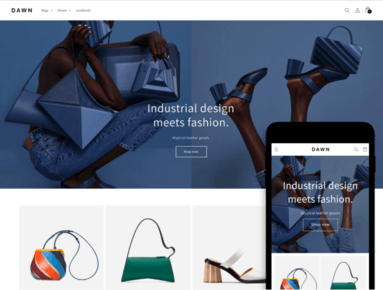 DAWN
Bags Shoes Lookbook
Industrial design
meets fashion.
Atypical leather goods.
Shop now
DAWN
Industrial design
meets fashion.
Atypical leather goods.
Shop now